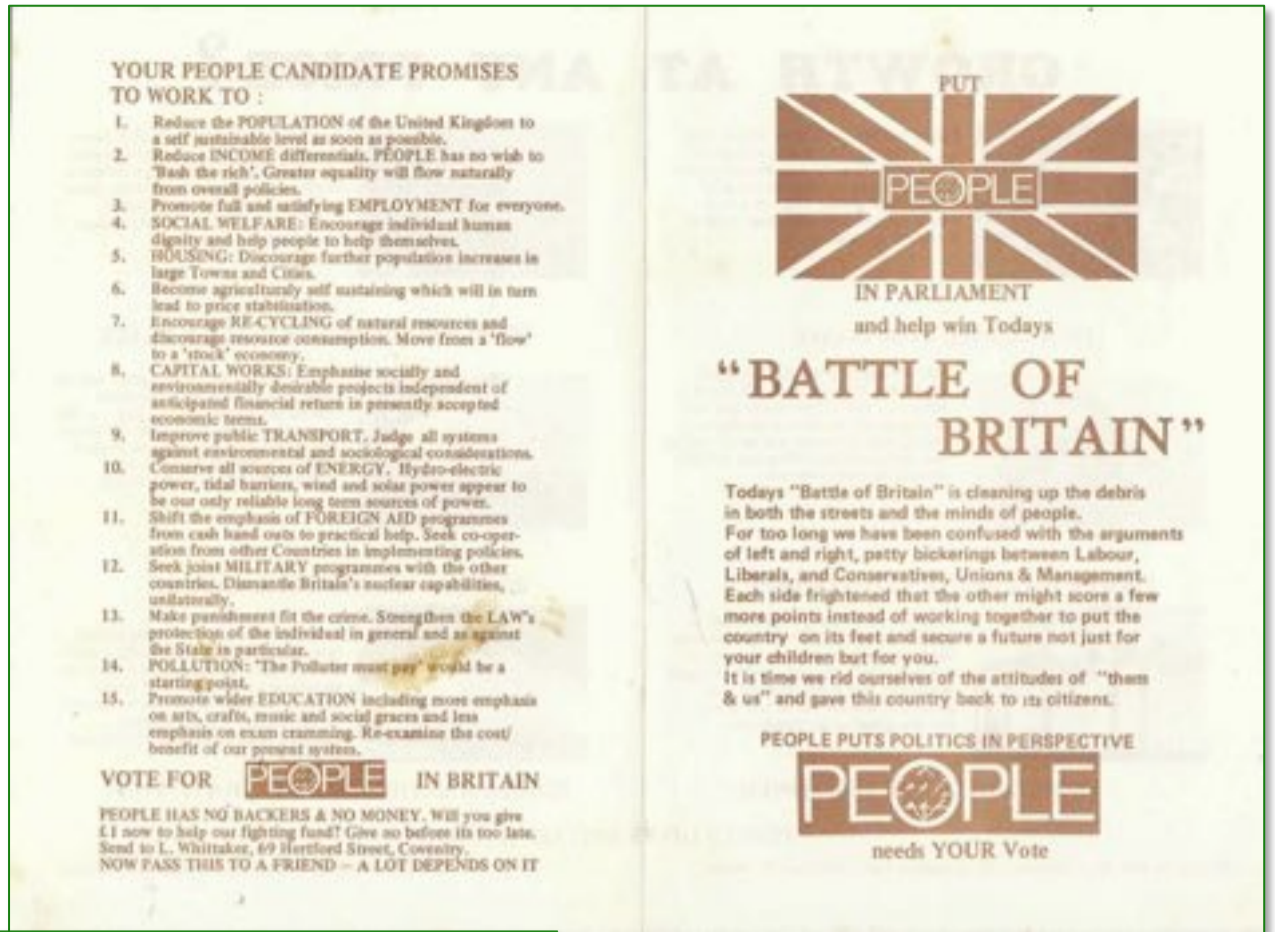 YOUR PEOPLE CANDIDATE PROMISES
TO WORK TO :
1. Reduce the POPULATION of the United Kingdom to
a self sustainable level as soon as possible.
2. Reduce INCOME differentials. PEOPLE has no wish to
'Bash the rich'. Greater equality will flow naturally
from overall policies.
3. Promote full and satisfying EMPLOYMENT for everyone.
4. SOCIAL WELFARE: Encourage individual human
dignity and help people to help themselves.
5. HOUSING: Discourage further population increases in
large Towns and Cities.
6. Become agriculturaly self sustaining which will in turn
lead to price stabilisation.
7. Encourage RE-CYCLING of natural resources and
discourage resource consumption. Move from a 'flow'
to a 'stock' economy.
8. CAPITAL WORKS: Emphasise socially and
environmentally desirable projects independent of
anticipated financial return in presently accepted
economic terms.
9. Improve public TRANSPORT. Judge all systems
against environmental and sociological considerations.
10. Conserve all sources of ENERGY. Hydro-electric
power, tidal barriers, wind and solar power appear to
be our only reliable long term sources of power.
11. Shift the emphasis of FOREIGN AID programmes
from cash hand outs to practical help. Seek co-oper-
ation from other Countries in implementing policies.
12. Seek joint MILITARY programmes with the other
countries. Dismantle Britain's nuclear capabilities,
unilaterally.
13. Make punishment fit the crime. Strengthen the LAW's
protection of the individual in general and as against
the State in particular.
14. POLLUTION: 'The Polluter must pay' would be a
starting point.
15. Promote wider EDUCATION including more emphasis
on arts, crafts, music and social graces and less
emphasis on exam cramming. Re-examine the cost/
benefit of our present system.
VOTE FOR PEOPLE IN BRITAIN
PEOPLE HAS NO BACKERS & NO MONEY. Will you give
£1 now to help our fighting fund? Give so before its too late.
Send to L. Whittaker, 69 Hertford Street, Coventry.
NOW PASS THIS TO A FRIEND — A LOT DEPENDS ON IT
PUT
PEOPLE
IN PARLIAMENT
and help win Todays
“BATTLE OF
BRITAIN”
Todays "Battle of Britain" is cleaning up the debris
in both the streets and the minds of people.
For too long we have been confused with the arguments
of left and right, petty bickerings between Labour,
Liberals, and Conservatives, Unions & Management.
Each side frightened that the other might score a few
more points instead of working together to put the
country on its feet and secure a future not just for
your children but for you.
It is time we rid ourselves of the attitudes of "them
& us" and gave this country back to its citizens.
PEOPLE PUTS POLITICS IN PERSPECTIVE
PEOPLE
needs YOUR Vote